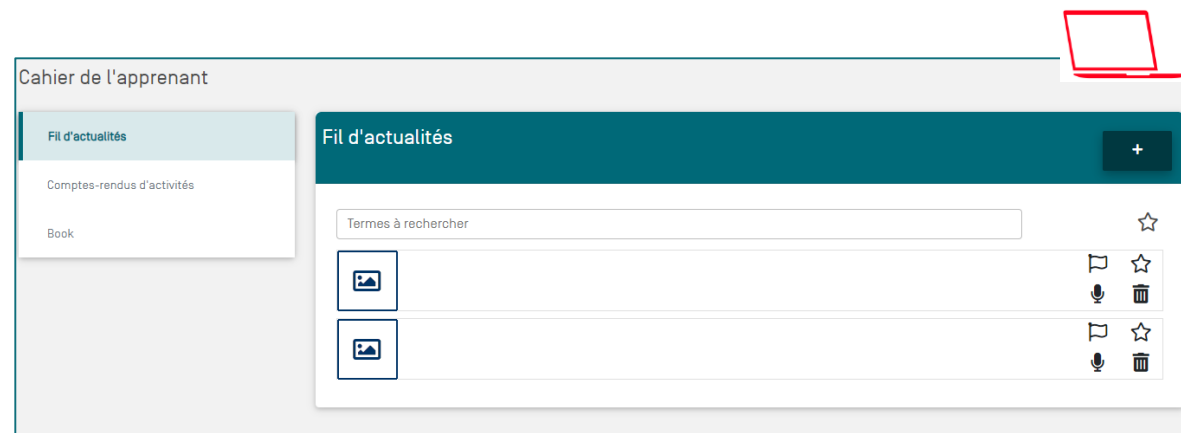 Cahier de l'apprenant
Fil d'actualités
Comptes-rendus d'activités
Book
Fil d'actualités
+
Termes à rechercher